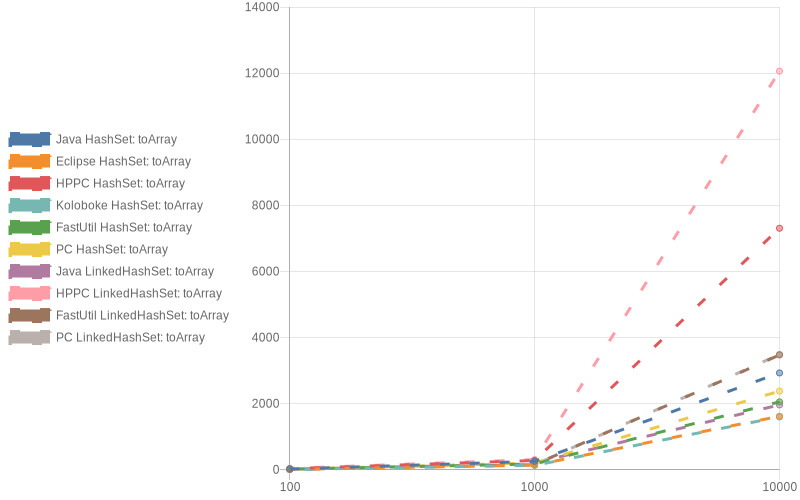 14000
12000
10000
8000
6000
4000
2000
0
100
1000
10000
Java HashSet: toArray
Eclipse HashSet: toArray
HPPC HashSet: toArray
Koloboke HashSet: toArray
FastUtil HashSet: toArray
PC HashSet: toArray
Java LinkedHashSet: toArray
HPPC LinkedHashSet: toArray
FastUtil LinkedHashSet: toArray
PC LinkedHashSet: toArray